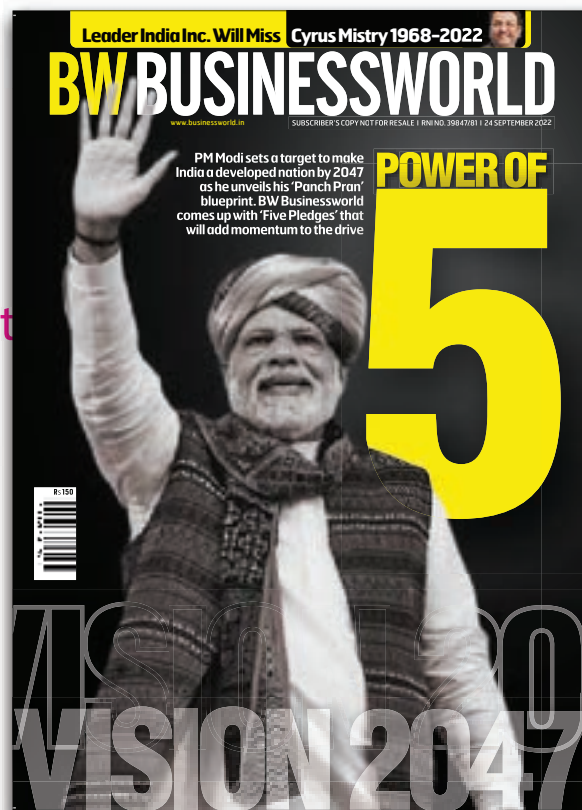 Leader India Inc. Will Miss Cyrus Mistry 1968-2022
BW BUSINESSWORLD
www.businessworld.in SUBSCRIBER'S COPY NOT FOR RESALE I RNI NO. 39847/81 I 24 SEPTEMBER 2022
PM Modi sets a target to make
India a developed nation by 2047
as he unveils his 'Panch Pran'
blueprint. BW Businessworld
comes up with 'Five Pledges' that
will add momentum to the drive
POWER OF
5
t
RS 150
VISION 20
VISION 2047